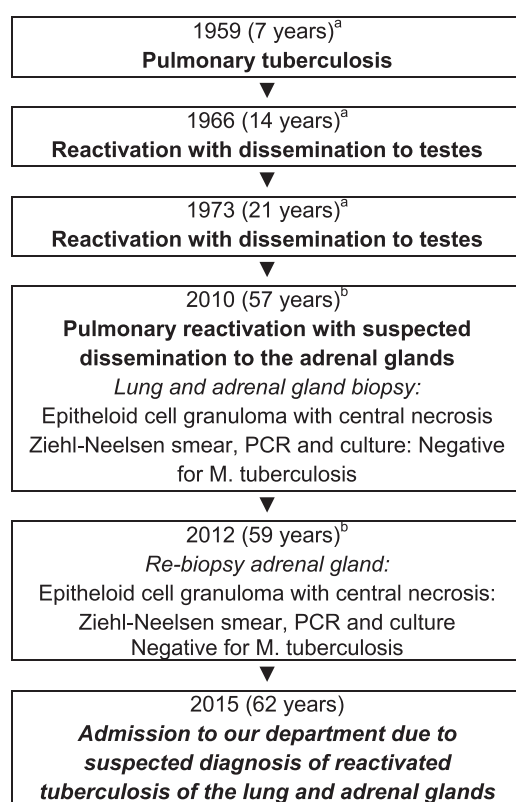 1959 (7 years)a
Pulmonary tuberculosis
1966 (14 years)a
Reactivation with dissemination to testes
1973 (21 years)a
Reactivation with dissemination to testes
2010 (57 years)b
Pulmonary reactivation with suspected
dissemination to the adrenal glands
Lung and adrenal gland biopsy:
Epitheloid cell granuloma with central necrosis
Ziehl-Neelsen smear, PCR and culture: Negative
for M. tuberculosis
2012 (59 years)b
Re-biopsy adrenal gland:
Epitheloid cell granuloma with central necrosis:
Ziehl-Neelsen smear, PCR and culture
Negative for M. tuberculosis
2015 (62 years)
Admission to our department due to
suspected diagnosis of reactivated
tuberculosis of the lung and adrenal glands